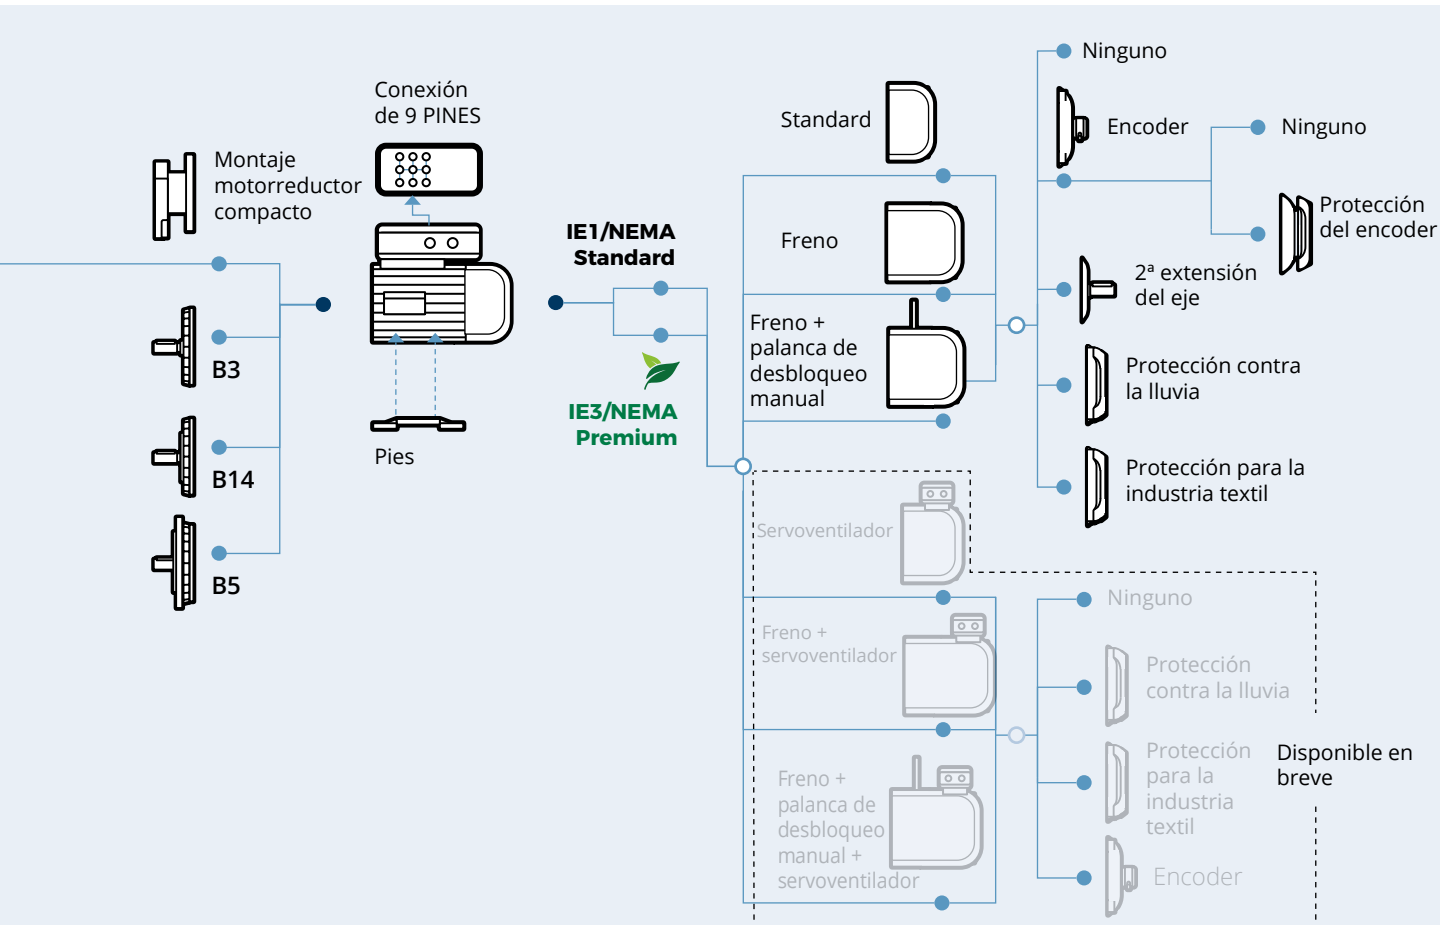 Conexión
de 9 PINES
Montaje
motorreductor
compacto
B3
B14
B5
Pies
IE1/NEMA
Standard
IE3/NEMA
Premium
Standard
Freno
Freno +
palanca de
desbloqueo
manual
Ninguno
Encoder
Ninguno
Protección
del encoder
2ª extensión
del eje
Protección contra
la lluvia
Protección para la
industria textil
Servoventilador
Freno +
servoventilador
Freno +
palanca de
desbloqueo
manual +
servoventilador
Ninguno
Protección
contra la lluvia
Protección
para la
industria
textil
Encoder
Disponible en
breve